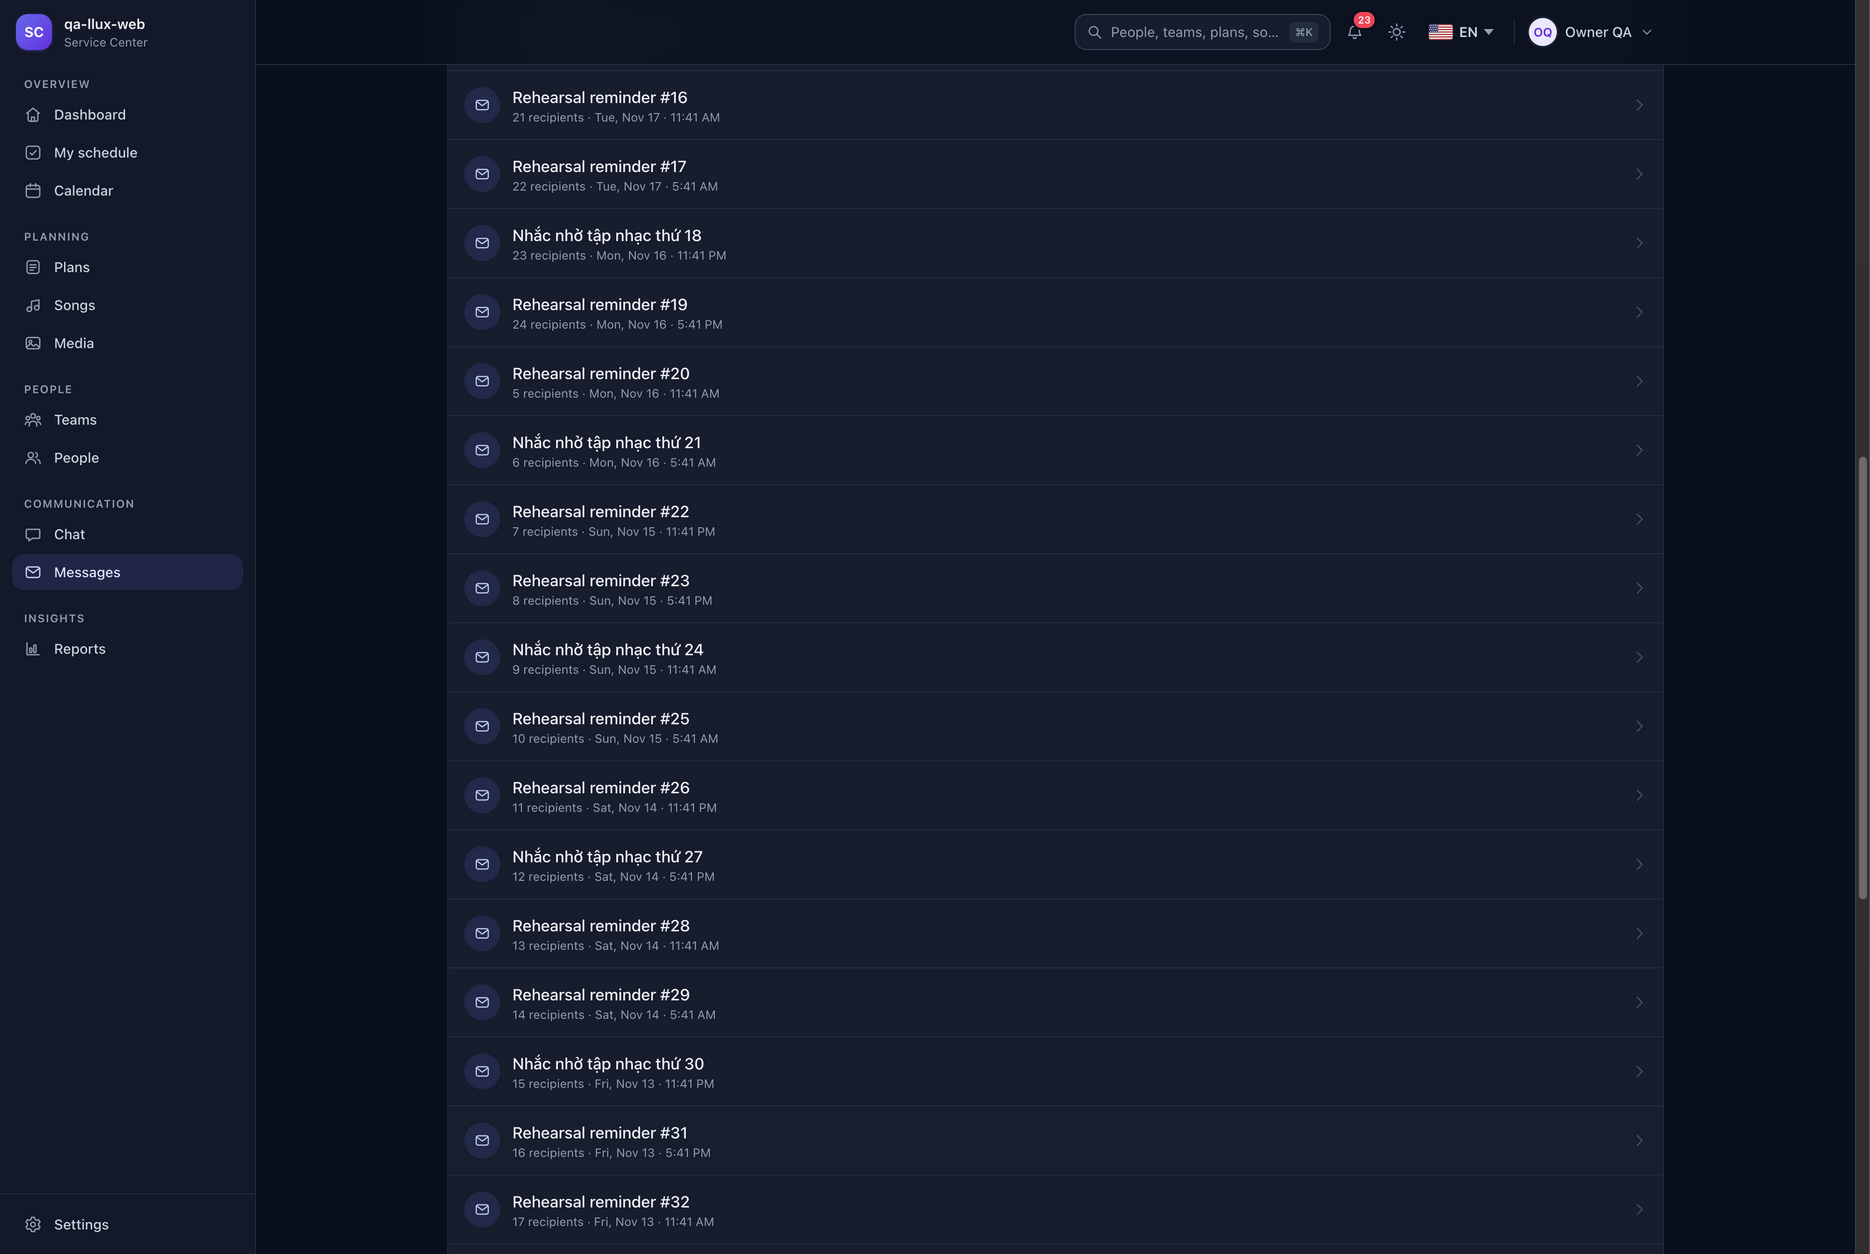 SC
qa-llux-web
Service Center
People, teams, plans, so...
⌘K
23
EN
OQ
Owner QA
OVERVIEW
Dashboard
My schedule
Calendar
PLANNING
Plans
Songs
Media
PEOPLE
Teams
People
COMMUNICATION
Chat
Messages
INSIGHTS
Reports
Settings
Rehearsal reminder #16
21 recipients · Tue, Nov 17 · 11:41 AM
Rehearsal reminder #17
22 recipients · Tue, Nov 17 · 5:41 AM
Nhắc nhở tập nhạc thứ 18
23 recipients · Mon, Nov 16 · 11:41 PM
Rehearsal reminder #19
24 recipients · Mon, Nov 16 · 5:41 PM
Rehearsal reminder #20
5 recipients · Mon, Nov 16 · 11:41 AM
Nhắc nhở tập nhạc thứ 21
6 recipients · Mon, Nov 16 · 5:41 AM
Rehearsal reminder #22
7 recipients · Sun, Nov 15 · 11:41 PM
Rehearsal reminder #23
8 recipients · Sun, Nov 15 · 5:41 PM
Nhắc nhở tập nhạc thứ 24
9 recipients · Sun, Nov 15 · 11:41 AM
Rehearsal reminder #25
10 recipients · Sun, Nov 15 · 5:41 AM
Rehearsal reminder #26
11 recipients · Sat, Nov 14 · 11:41 PM
Nhắc nhở tập nhạc thứ 27
12 recipients · Sat, Nov 14 · 5:41 PM
Rehearsal reminder #28
13 recipients · Sat, Nov 14 · 11:41 AM
Rehearsal reminder #29
14 recipients · Sat, Nov 14 · 5:41 AM
Nhắc nhở tập nhạc thứ 30
15 recipients · Fri, Nov 13 · 11:41 PM
Rehearsal reminder #31
16 recipients · Fri, Nov 13 · 5:41 PM
Rehearsal reminder #32
17 recipients · Fri, Nov 13 · 11:41 AM